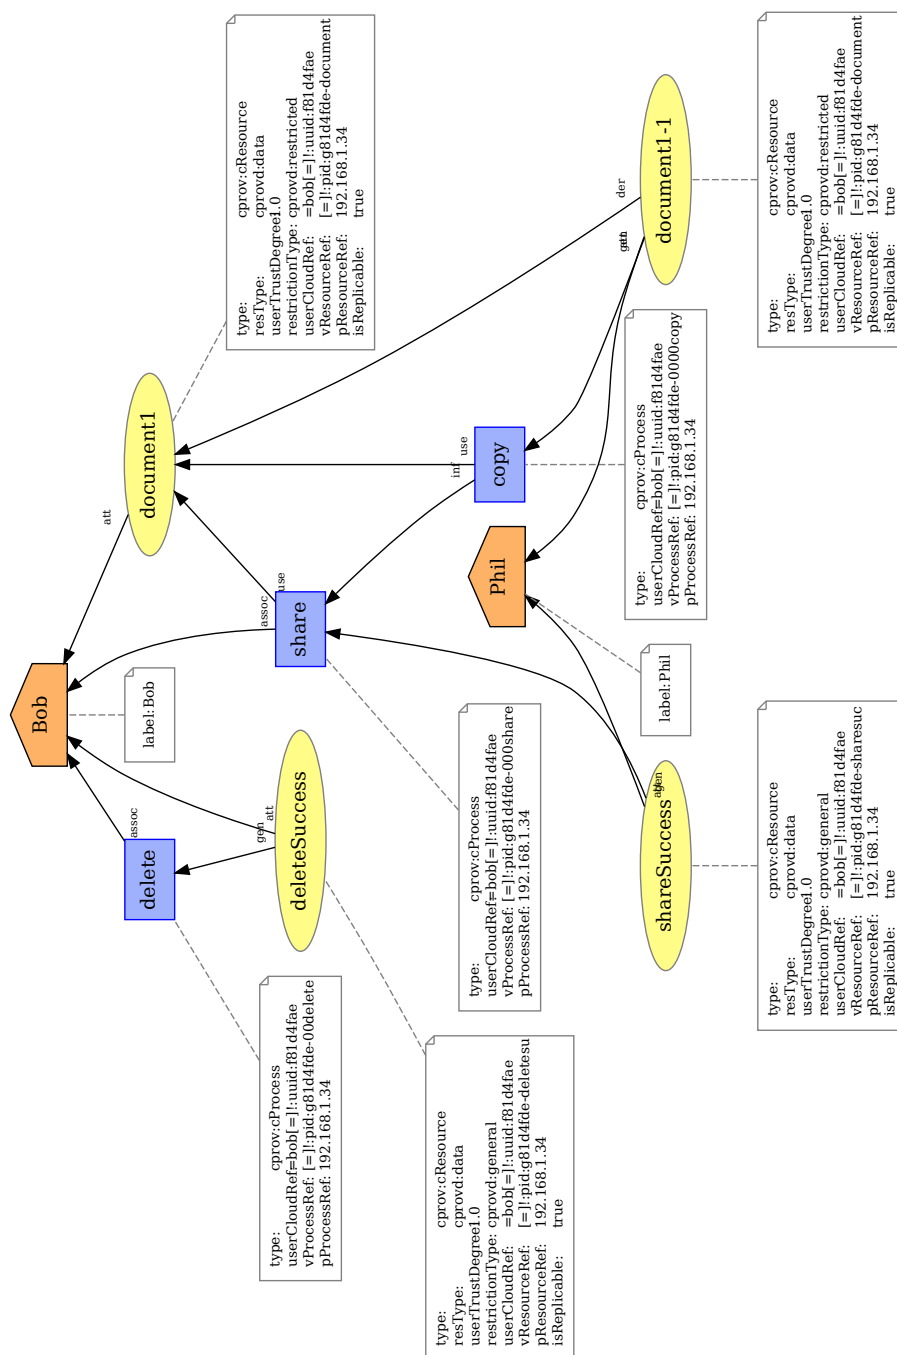 Bob
att
delete
assoc
label:Bob
document1
type: cprov:cResource
resType: cprovd:data
userTrustDegree1.0
restrictionType: cprovd:restricted
userCloudRef: =bob[=]!:uuid:f81d4fae
vResourceRef: [=]!:pid:g81d4fde-document
pResourceRef: 192.168.1.34
isReplicable: true
gen
att
assoc
use
deleteSuccess
share
type: cprov:cProcess
userCloudRef=bob[=]!:uuid:f81d4fae
vProcessRef: [=]!:pid:g81d4fde-00delete
pProcessRef: 192.168.1.34
type: cprov:cResource
resType: cprovd:data
userTrustDegree1.0
restrictionType: cprovd:general
userCloudRef: =bob[=]!:uuid:f81d4fae
vResourceRef: [=]!:pid:g81d4fde-deletesu
pResourceRef: 192.168.1.34
isReplicable: true
type: cprov:cProcess
userCloudRef=bob[=]!:uuid:f81d4fae
vProcessRef: [=]!:pid:g81d4fde-000share
pProcessRef: 192.168.1.34
inf
use
Phil
copy
type: cprov:cProcess
userCloudRef=bob[=]!:uuid:f81d4fae
vProcessRef: [=]!:pid:g81d4fde-0000copy
pProcessRef: 192.168.1.34
label:Phil
der
gen
att
att
gen
shareSuccess
document1-1
type: cprov:cResource
resType: cprovd:data
userTrustDegree1.0
restrictionType: cprovd:general
userCloudRef: =bob[=]!:uuid:f81d4fae
vResourceRef: [=]!:pid:g81d4fde-sharesuc
pResourceRef: 192.168.1.34
isReplicable: true
type: cprov:cResource
resType: cprovd:data
userTrustDegree1.0
restrictionType: cprovd:restricted
userCloudRef: =bob[=]!:uuid:f81d4fae
vResourceRef: [=]!:pid:g81d4fde-document
pResourceRef: 192.168.1.34
isReplicable: true